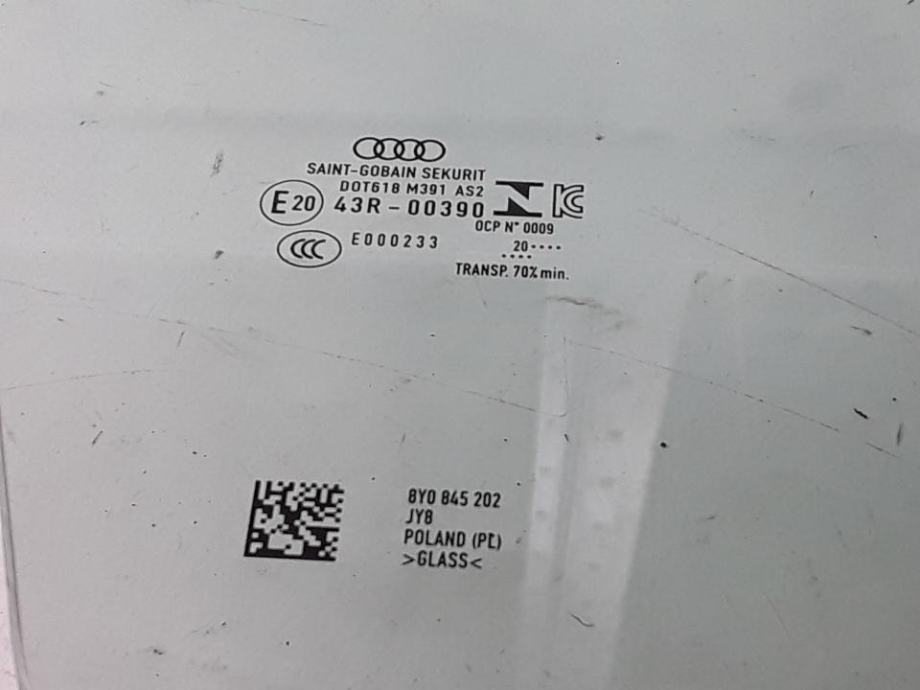 SAINT-GOBAIN SEKURIT
DOT618 M391 AS2
E20 43R-00390
OCP N° 0009
CCC E000233
20····
····
TRANSP. 70% min.
8Y0 845 202
JY8
POLAND (PL)
>GLASS<